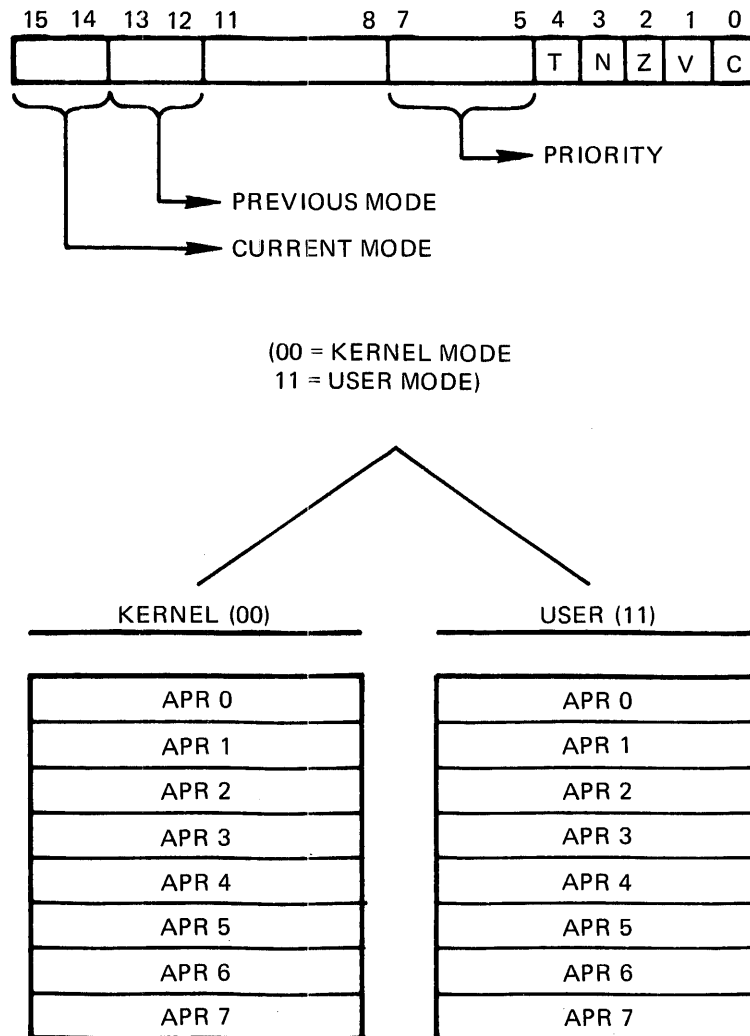 15 14 13 12 11 8 7 5 4 3 2 1 0
T N Z V C
PRIORITY
PREVIOUS MODE
CURRENT MODE
(00 = KERNEL MODE
11 = USER MODE)
KERNEL (00) USER (11)
APR 0 APR 0
APR 1 APR 1
APR 2 APR 2
APR 3 APR 3
APR 4 APR 4
APR 5 APR 5
APR 6 APR 6
APR 7 APR 7